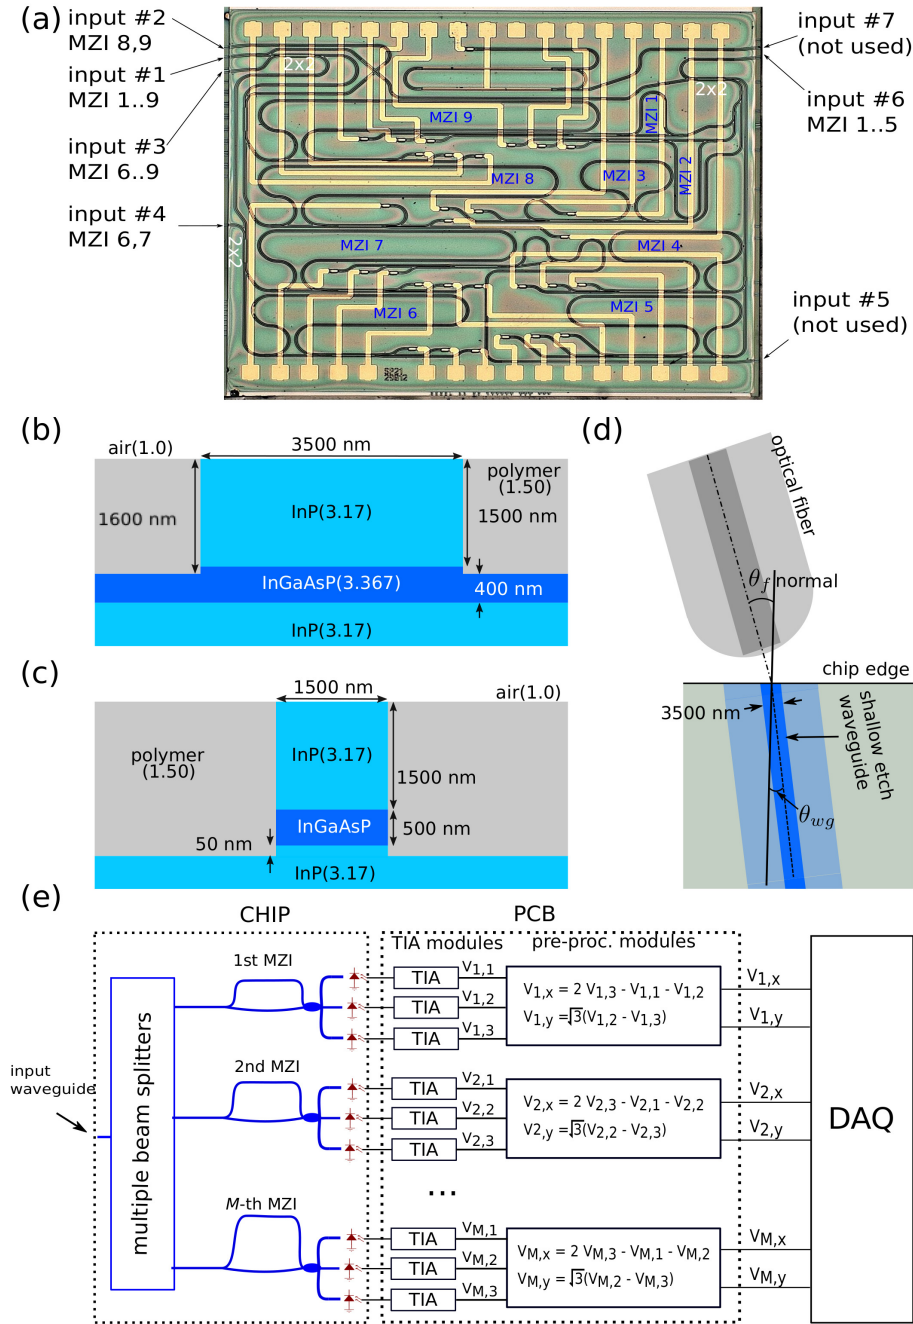 (a)
input #2
MZI 8,9
input #1
MZI 1..9
input #3
MZI 6..9
input #4
MZI 6,7
input #7
(not used)
input #6
MZI 1..5
input #5
(not used)
2x2
2x2
2x2
MZI 1
MZI 2
MZI 9
MZI 8
MZI 3
MZI 7
MZI 4
MZI 6
MZI 5
(b)
air(1.0)
3500 nm
polymer
(1.50)
1600 nm
InP(3.17)
1500 nm
InGaAsP(3.367)
400 nm
InP(3.17)
(c)
1500 nm
air(1.0)
polymer
(1.50)
InP(3.17)
1500 nm
InGaAsP
500 nm
50 nm
InP(3.17)
(d)
optical fiber
θf
normal
chip edge
3500 nm
shallow etch
waveguide
θwg
(e)
CHIP
PCB
TIA modules
pre-proc. modules
input
waveguide
multiple beam splitters
1st MZI
TIA
V1,1
TIA
V1,2
TIA
V1,3
V1,x = 2 V1,3 - V1,1 - V1,2
V1,y =√3(V1,2 - V1,3)
V1,x
V1,y
2nd MZI
TIA
V2,1
TIA
V2,2
TIA
V2,3
V2,x = 2 V2,3 - V2,1 - V2,2
V2,y =√3(V2,2 - V2,3)
V2,x
V2,y
...
M-th MZI
TIA
VM,1
TIA
VM,2
TIA
VM,3
VM,x = 2 VM,3 - VM,1 - VM,2
VM,y =√3(VM,2 - VM,3)
VM,x
VM,y
DAQ